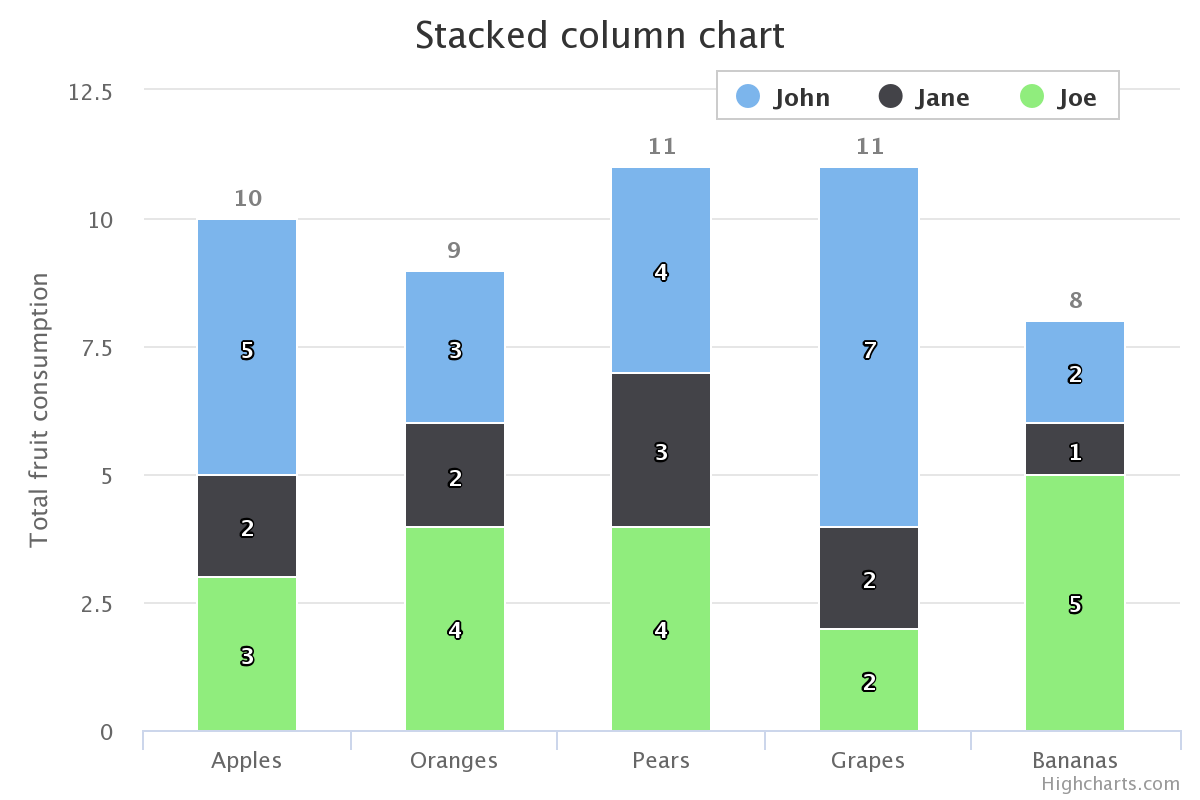 Stacked column chart
John Jane Joe
Total fruit consumption
12.5
10
7.5
5
2.5
0
10 9 11 11 8
5 3 4 7 2
2 2 3 2 1
3 4 4 2 5
Apples Oranges Pears Grapes Bananas
Highcharts.com